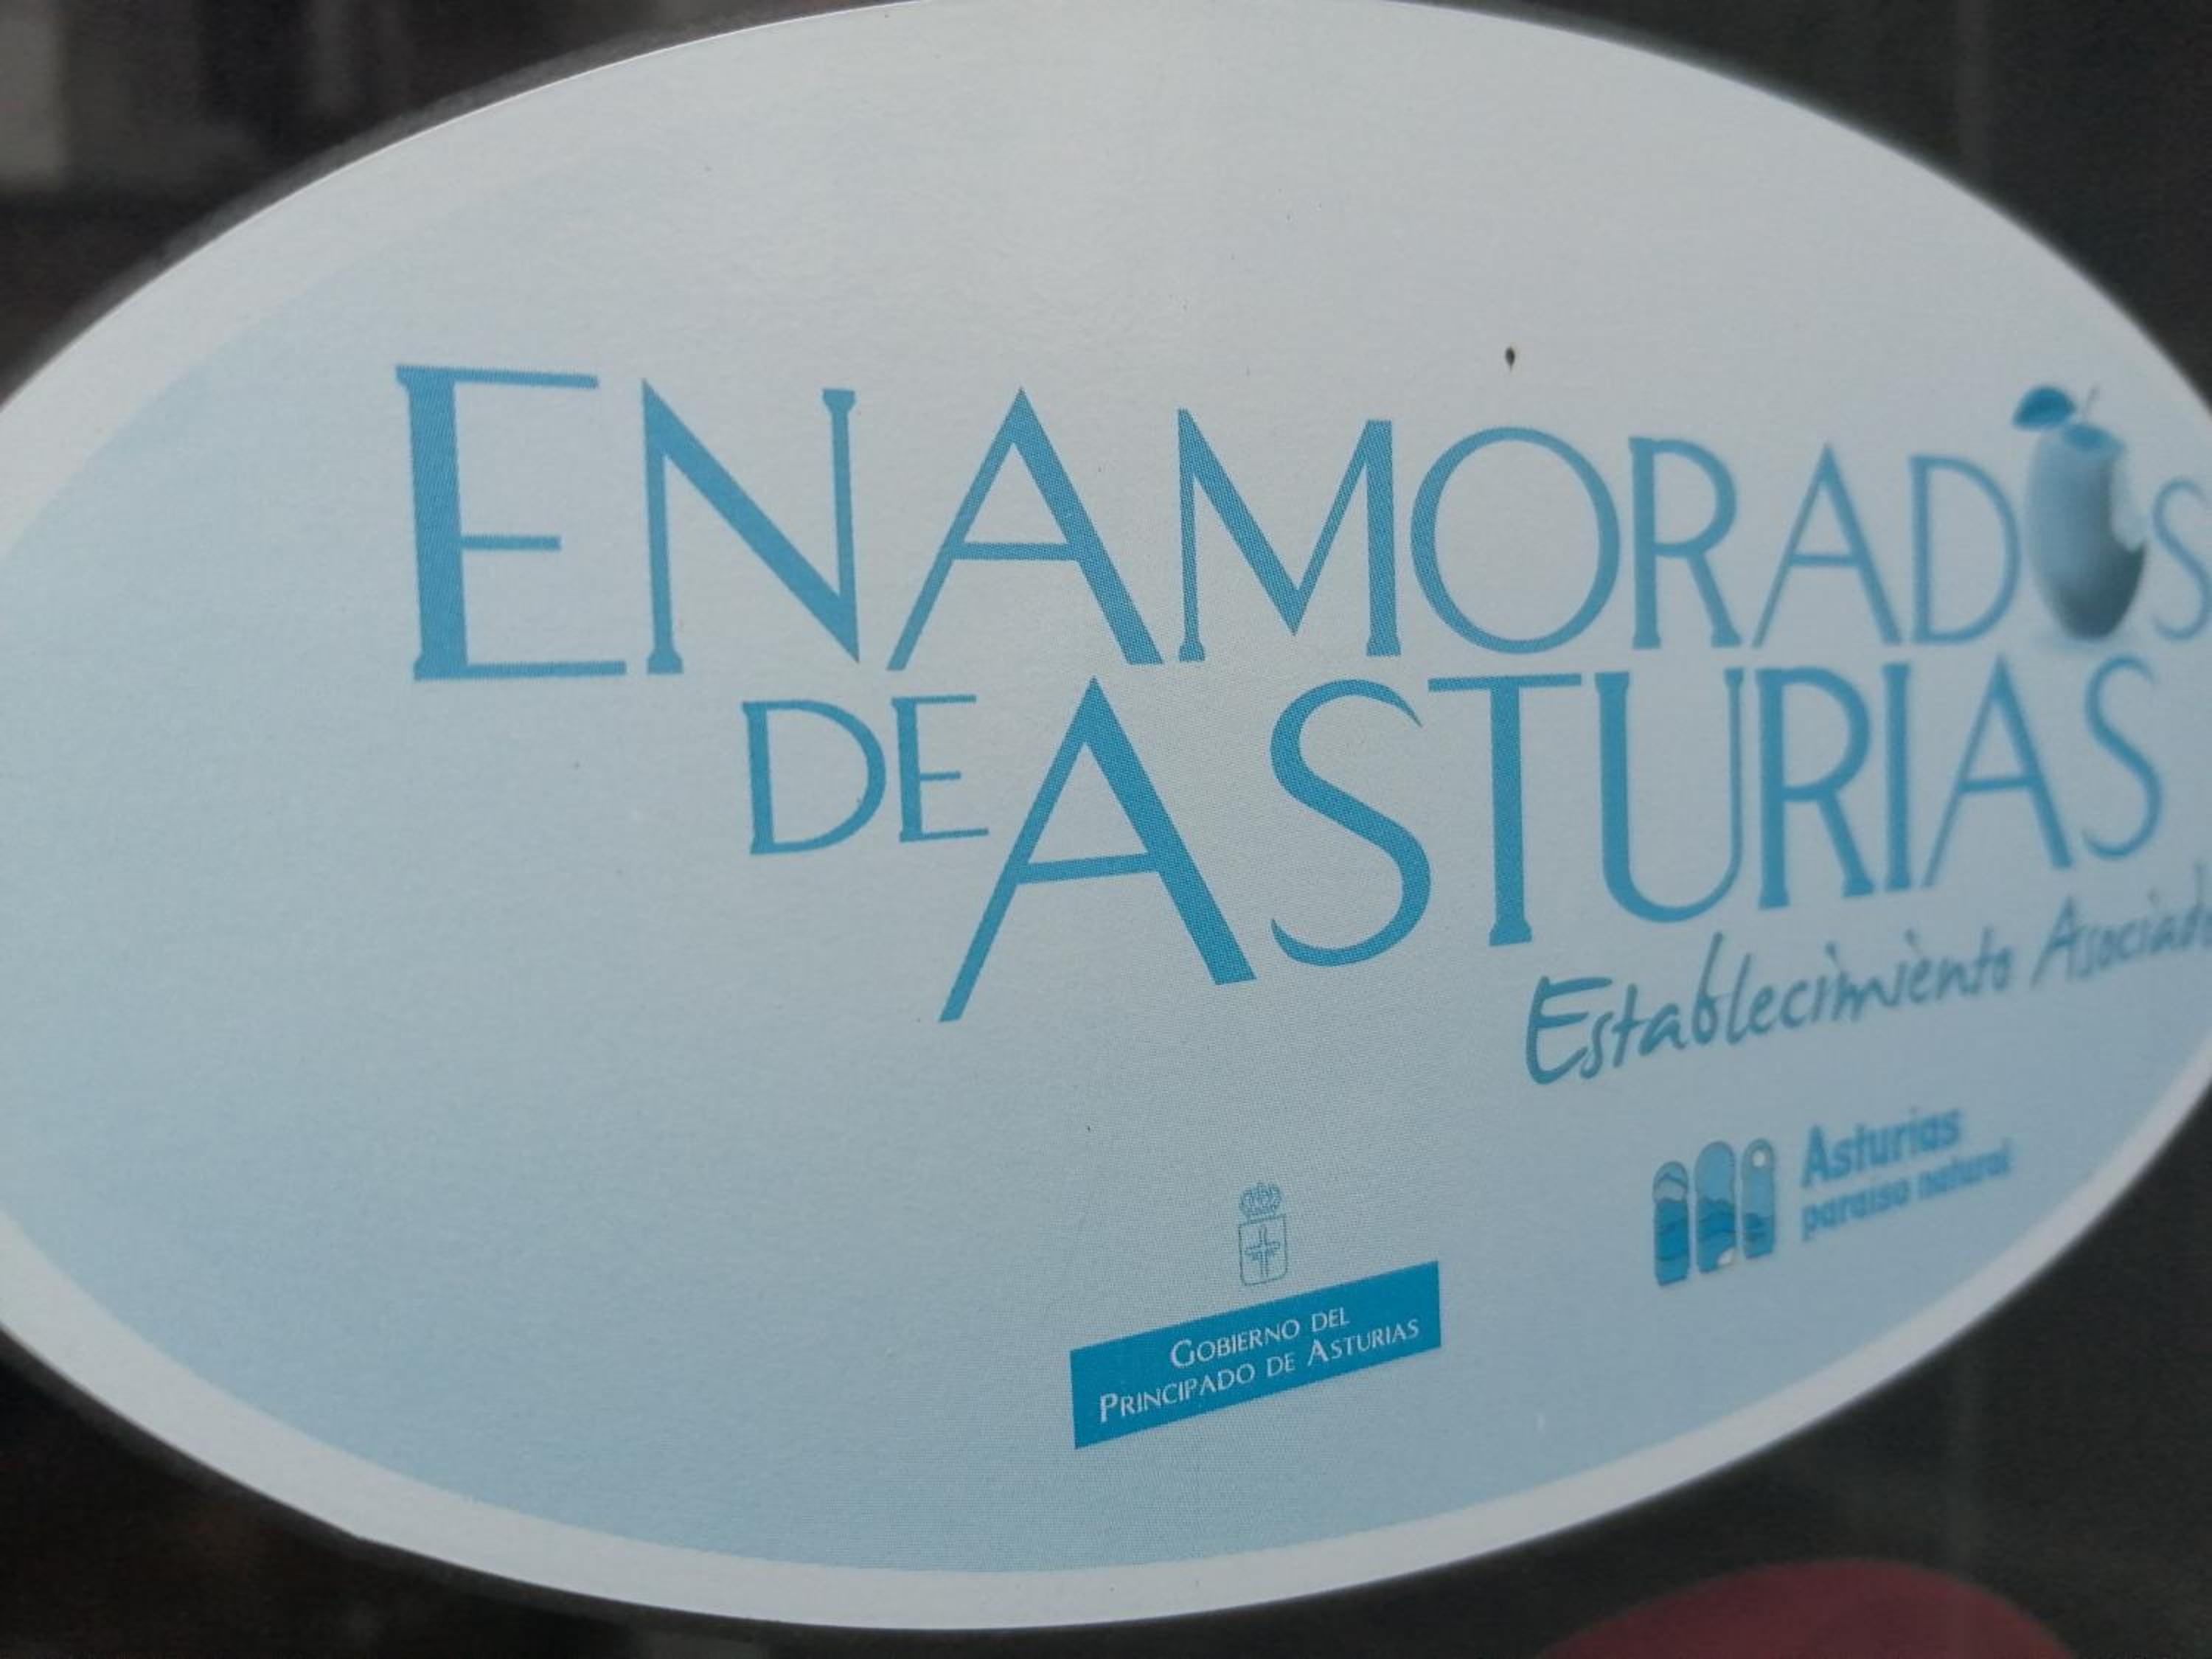 ENAMORADOS
DE ASTURIAS
Establecimiento Asociado
Asturias
paraíso natural
GOBIERNO DEL
PRINCIPADO DE ASTURIAS